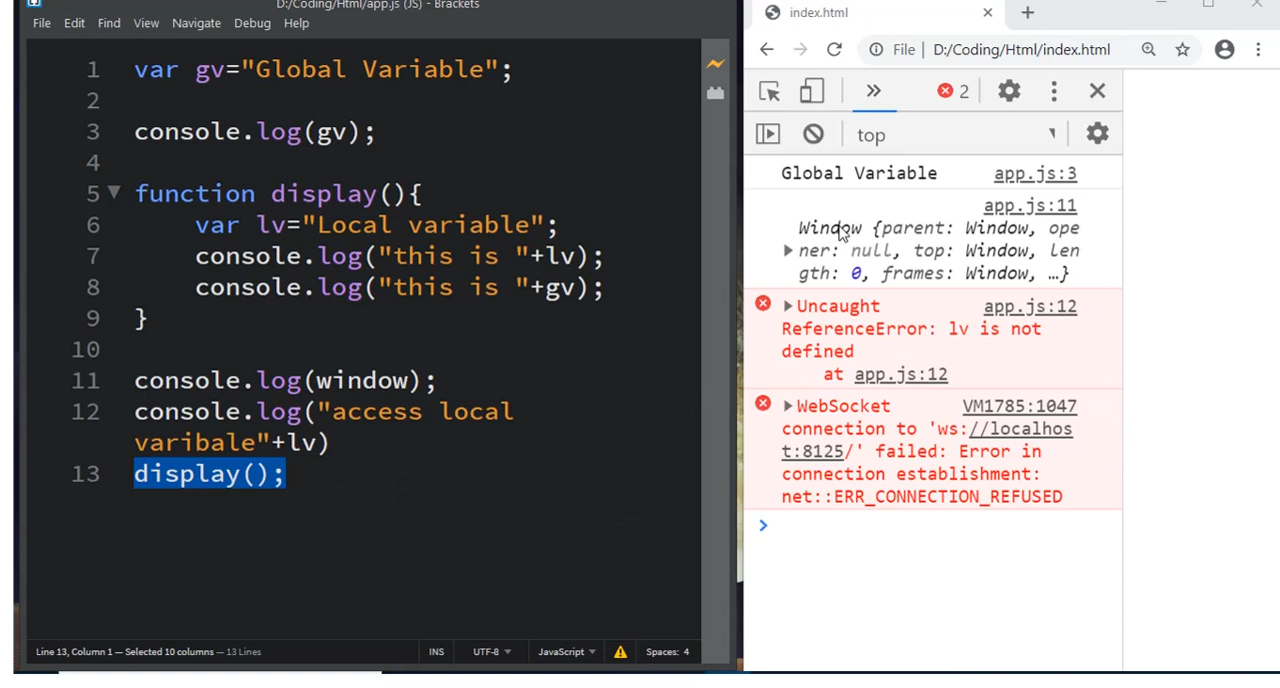 D:/Coding/Html/app.js (JS) - Brackets
File Edit Find View Navigate Debug Help
1 var gv="Global Variable";
2
3 console.log(gv);
4
5 function display(){
6 var lv="Local variable";
7 console.log("this is "+lv);
8 console.log("this is "+gv);
9 }
10
11 console.log(window);
12 console.log("access local
varibale"+lv)
13 display();
Line 13, Column 1 — Selected 10 columns — 13 Lines
INS UTF-8 JavaScript Spaces: 4
index.html
File D:/Coding/Html/index.html
2
top
Global Variable app.js:3
app.js:11
Window {parent: Window, ope
ner: null, top: Window, len
gth: 0, frames: Window, …}
Uncaught app.js:12
ReferenceError: lv is not
defined
at app.js:12
WebSocket VM1785:1047
connection to 'ws://localhos
t:8125/' failed: Error in
connection establishment:
net::ERR_CONNECTION_REFUSED